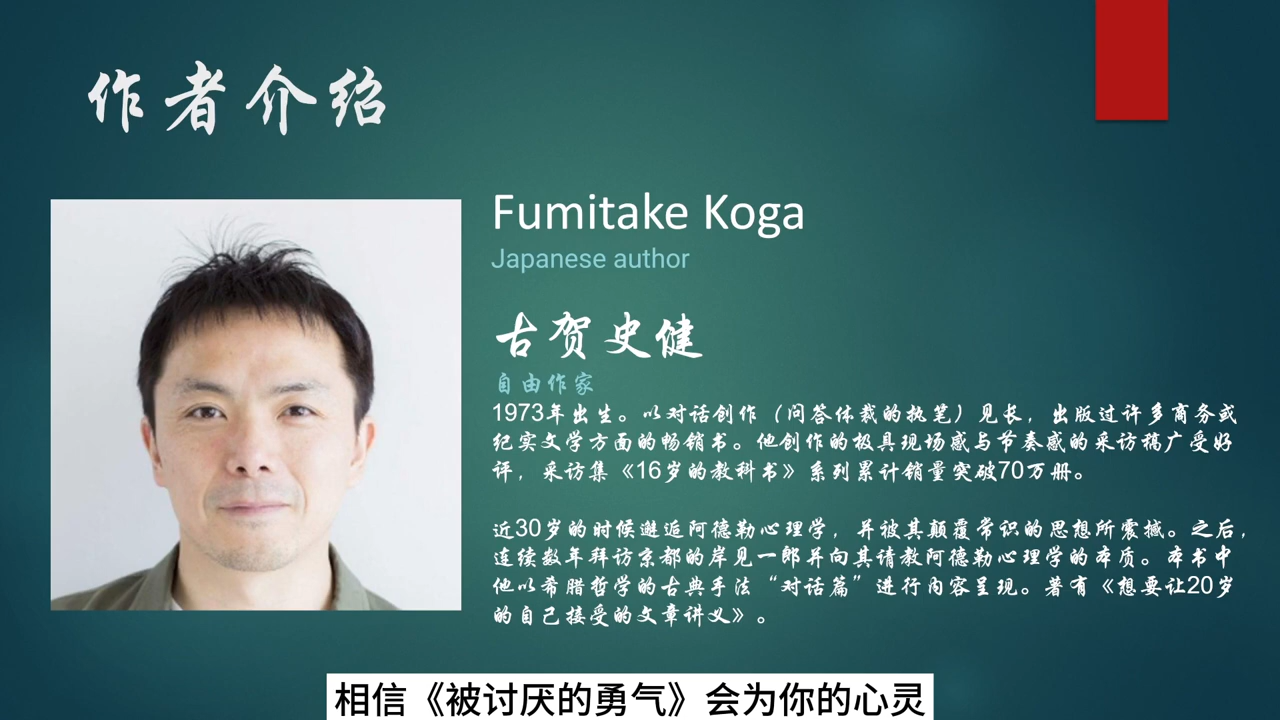 作者介绍
Fumitake Koga
Japanese author
古贺史健
自由作家
1973年出生。以对话创作（问答体裁的执笔）见长，出版过许多商务或
纪实文学方面的畅销书。他创作的极具现场感与节奏感的采访稿广受好
评，采访集《16岁的教科书》系列累计销量突破70万册。
近30岁的时候邂逅阿德勒心理学，并被其颠覆常识的思想所震撼。之后，
连续数年拜访京都的岸见一郎并向其请教阿德勒心理学的本质。本书中
他以希腊哲学的古典手法“对话篇”进行内容呈现。著有《想要让20岁
的自己接受的文章讲义》。
相信《被讨厌的勇气》会为你的心灵